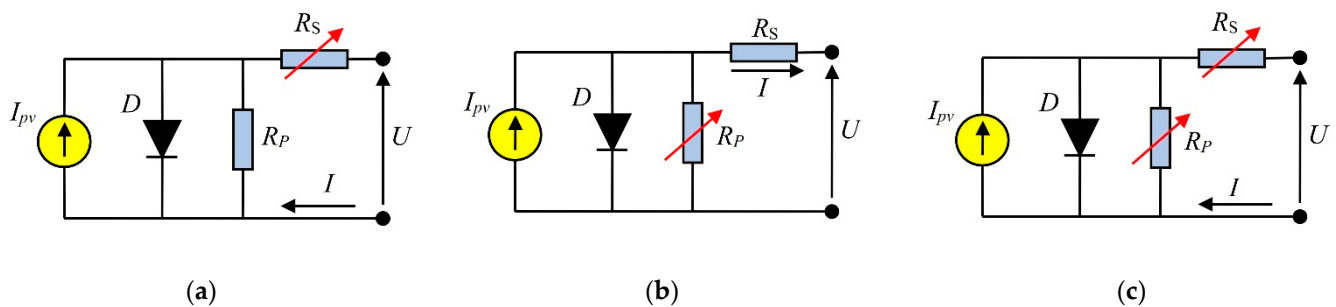 R_S
I_pv
D
R_P
U
I
(a)
R_S
I
I_pv
D
R_P
U
(b)
R_S
I_pv
D
R_P
U
I
(c)